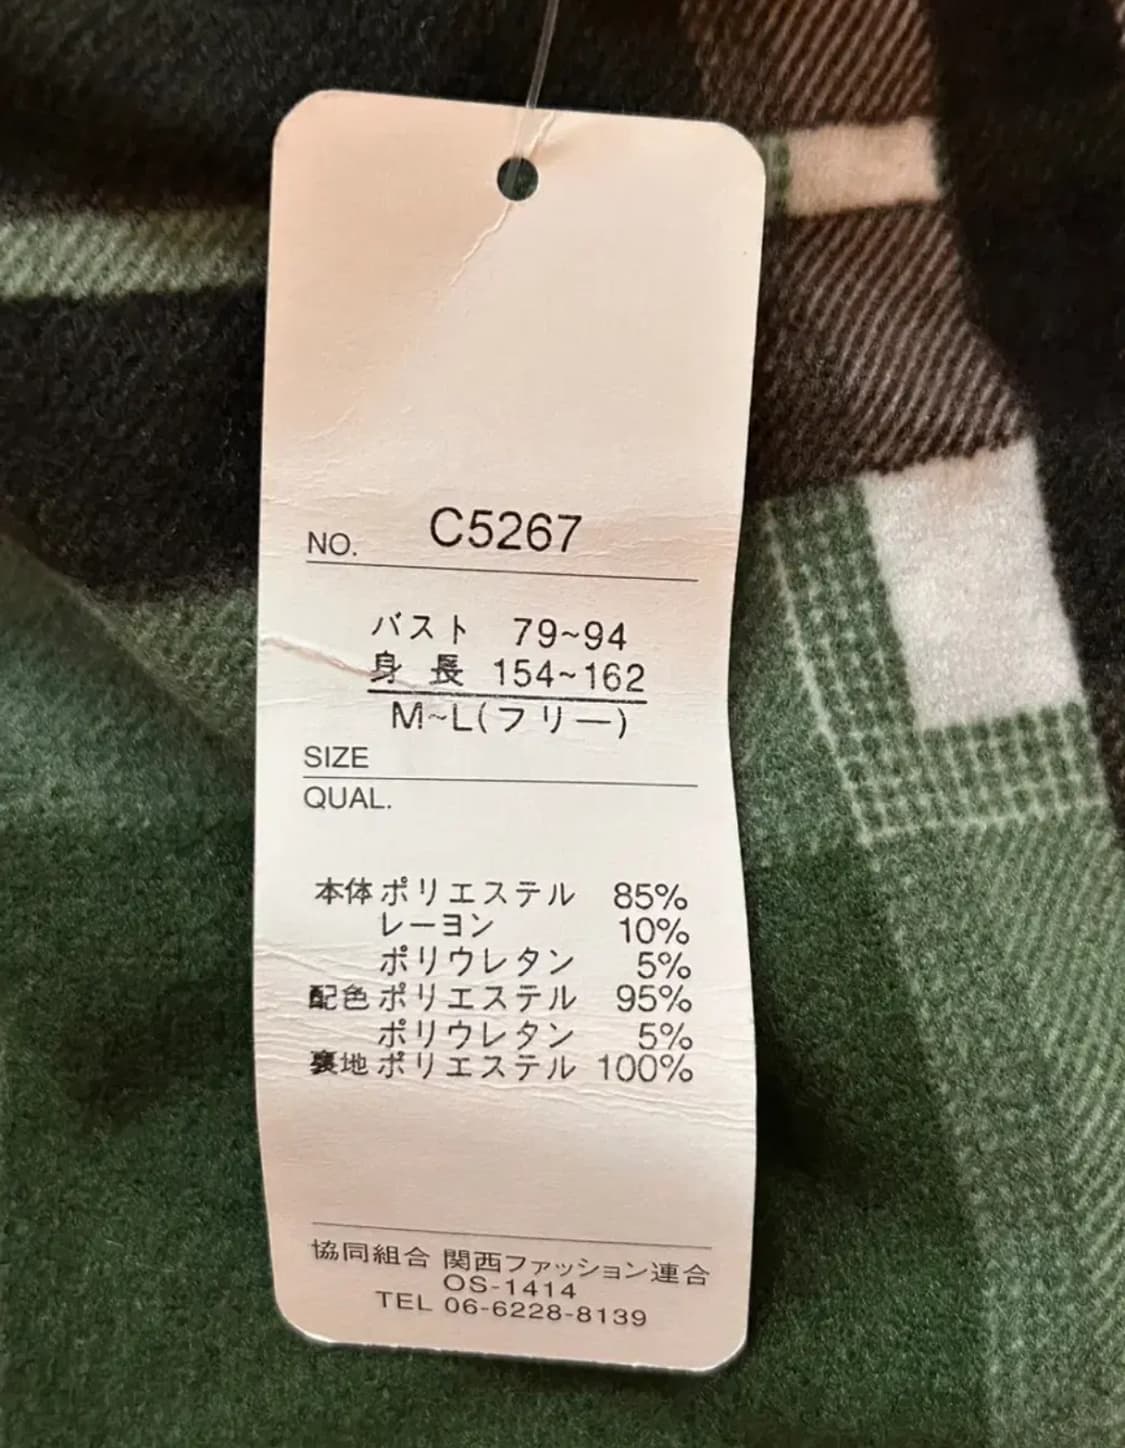 NO. C5267
バスト 79~94
身長 154~162
M~L(フリー)
SIZE
QUAL.
本体 ポリエステル 85%
レーヨン 10%
ポリウレタン 5%
配色 ポリエステル 95%
ポリウレタン 5%
裏地 ポリエステル 100%
協同組合 関西ファッション連合
OS-1414
TEL 06-6228-8139